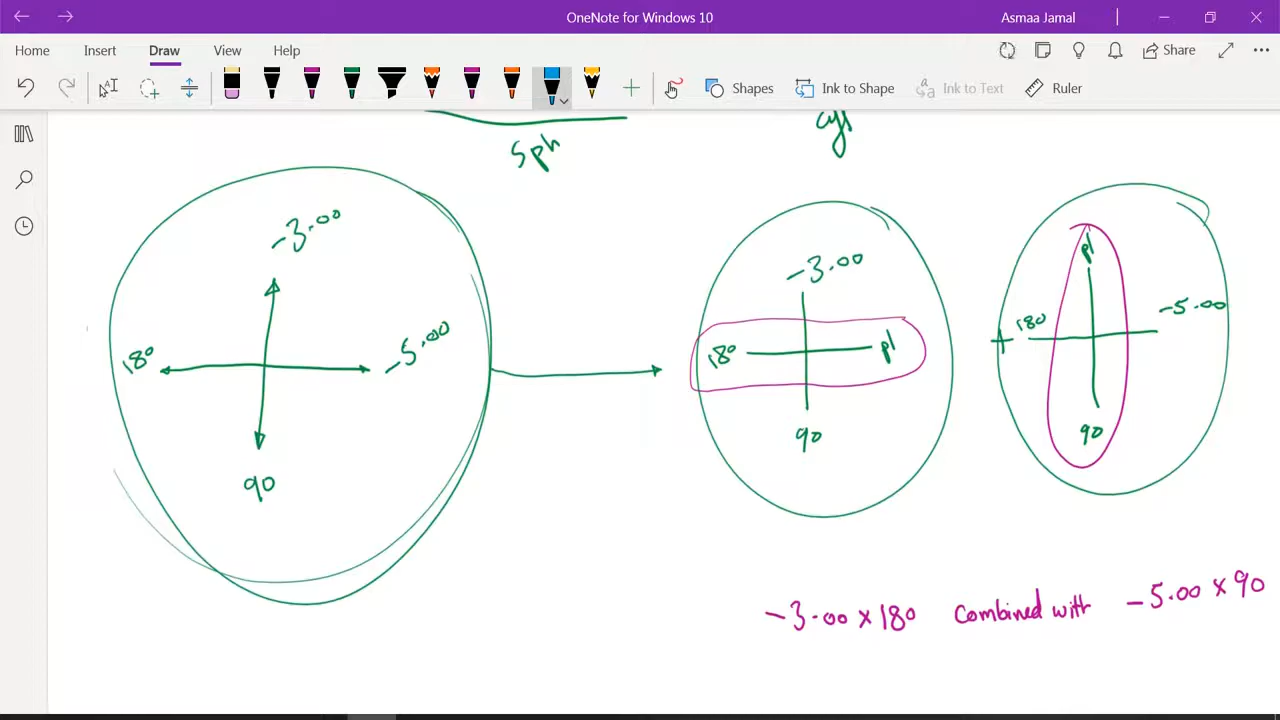 OneNote for Windows 10
Asmaa Jamal
Home Insert Draw View Help
Share
Shapes Ink to Shape Ink to Text Ruler
Sph
cyl
-3.00
180 -5.00
90
-3.00
180 pl
90
+
pl
180 -5.00
90
-3.00 x 180 Combined with -5.00 x 90